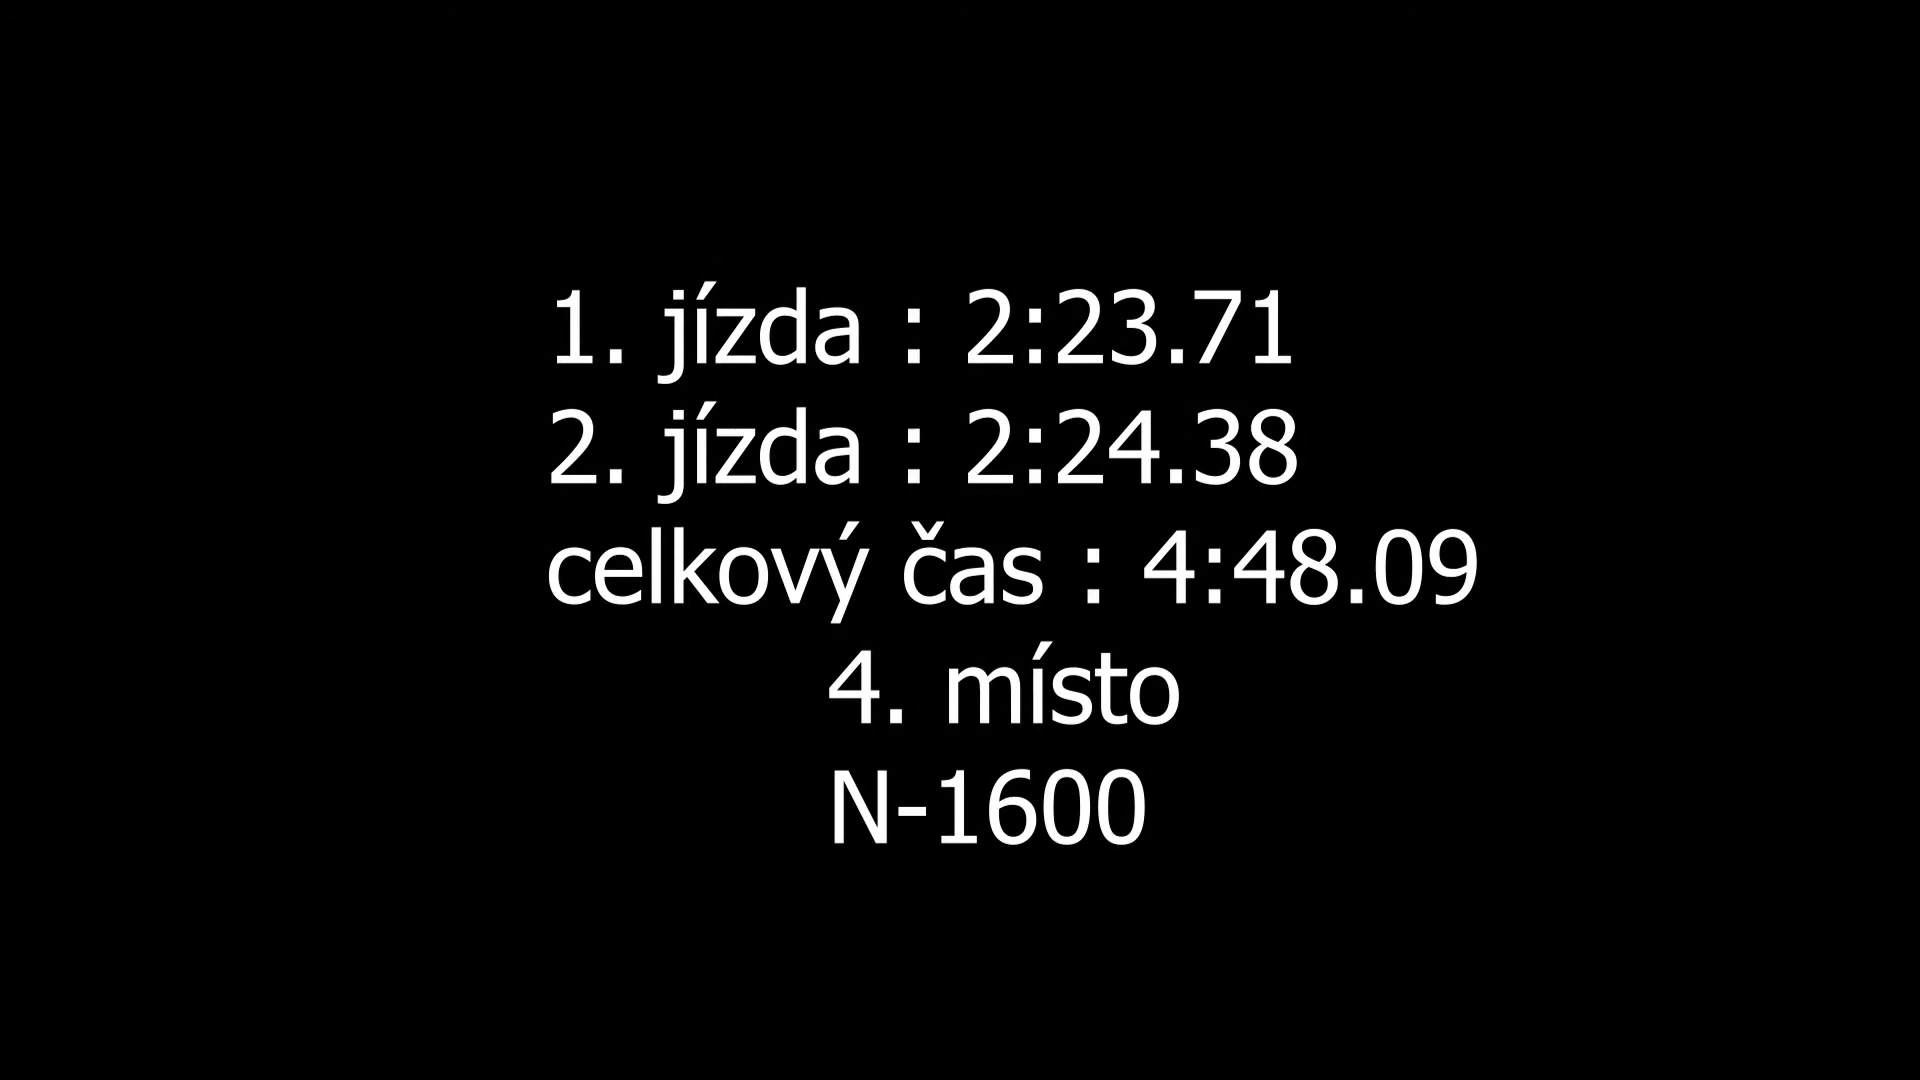 1. jízda : 2:23.71
2. jízda : 2:24.38
celkový čas : 4:48.09
4. místo
N-1600